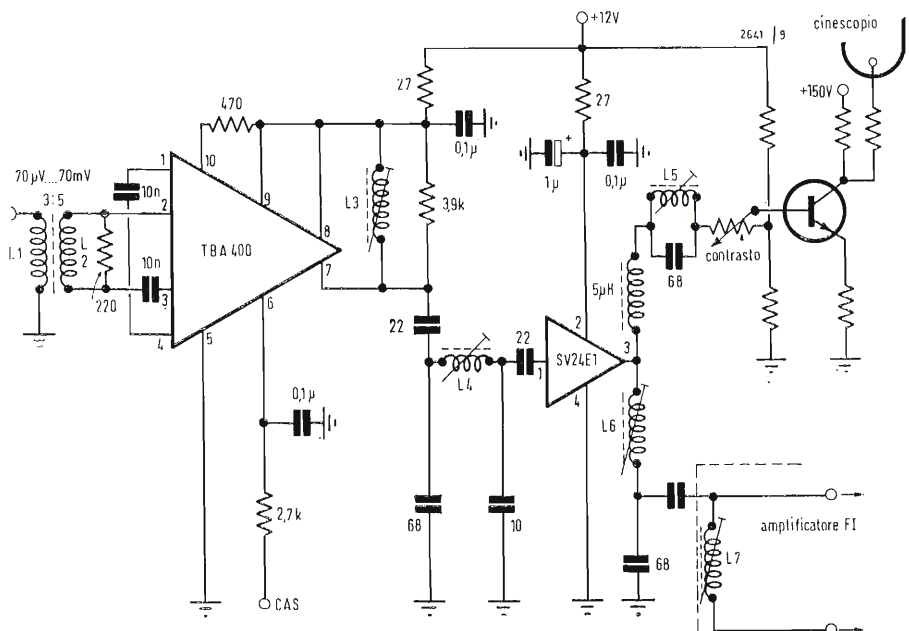 +12V
2641/9
cinescopio
27
27
+150V
470
0,1µ
1µ
0,1µ
L5
68
contrasto
70µV....70mV
3:5
10n
1
2
10
9
8
7
6
5
3
4
TBA 400
L1
L2
220
10n
L3
3,9k
22
L4
22
5µH
2
1
3
4
SV24E1
L6
0,1µ
2,7k
CAS
68
10
68
L7
amplificatore FI